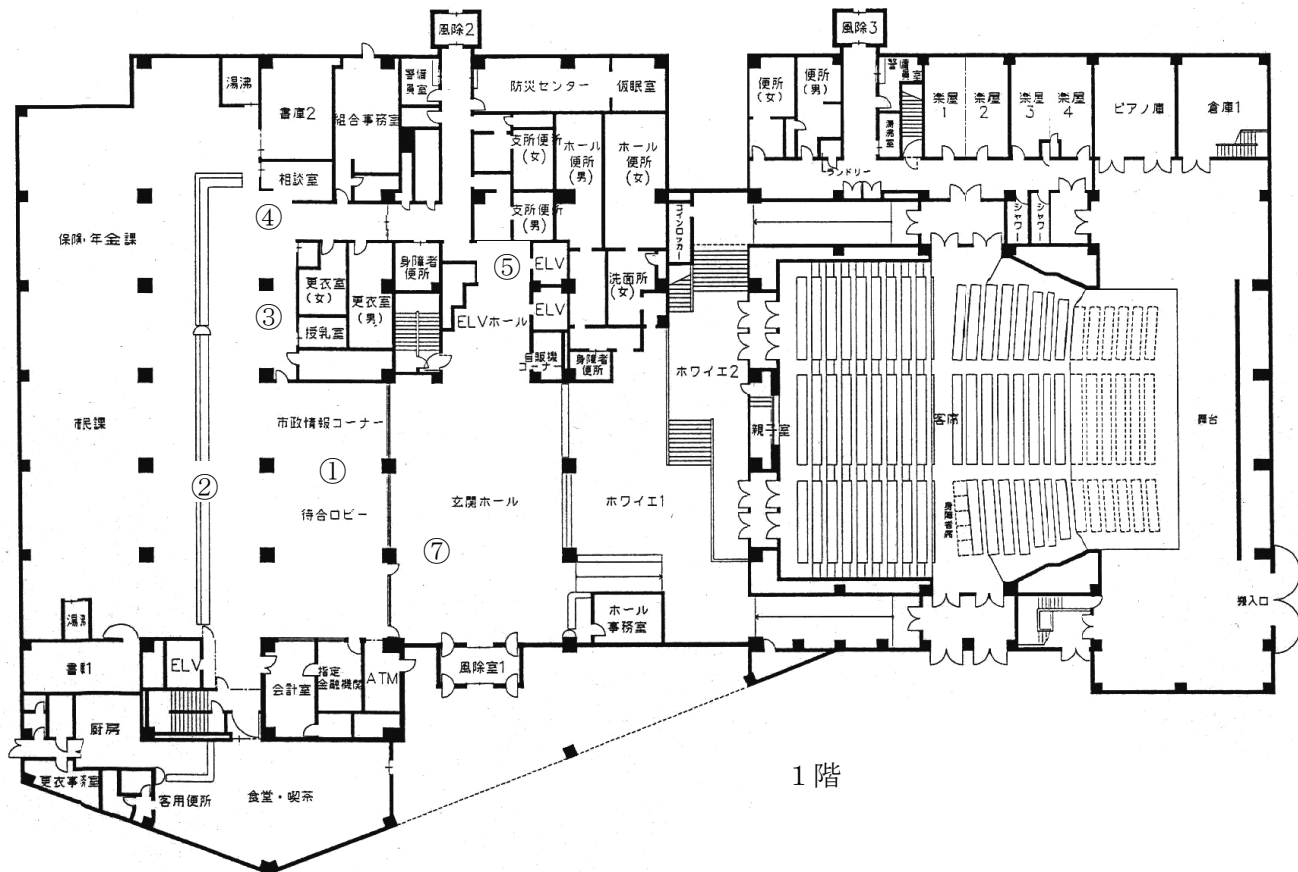 風除2
風除3
湯沸
書庫2
組合事務室
警備
員室
防災センター
仮眠室
便所
(女)
便所
(男)
警備
員室
湯沸室
楽屋
1
楽屋
2
楽屋
3
楽屋
4
ピアノ庫
倉庫1
相談室
支所便所
(女)
ホール
便所
(男)
ホール
便所
(女)
支所便所
(男)
ランドリー
コインロッカー
シャワー
シャワー
④
保険・年金課
更衣室
(女)
更衣室
(男)
身障者
便所
⑤
ELV
洗面所
(女)
③
授乳室
ELVホール
ELV
自販機
コーナー
身障者
便所
ホワイエ2
親子室
客席
舞台
市民課
市政情報コーナー
①
②
待合ロビー
玄関ホール
ホワイエ1
身障者席
⑦
湯沸
ホール
事務室
搬入口
書庫1
ELV
会計室
指定
金融機関
ATM
風除室1
厨房
更衣事務室
客用便所
食堂・喫茶
1階